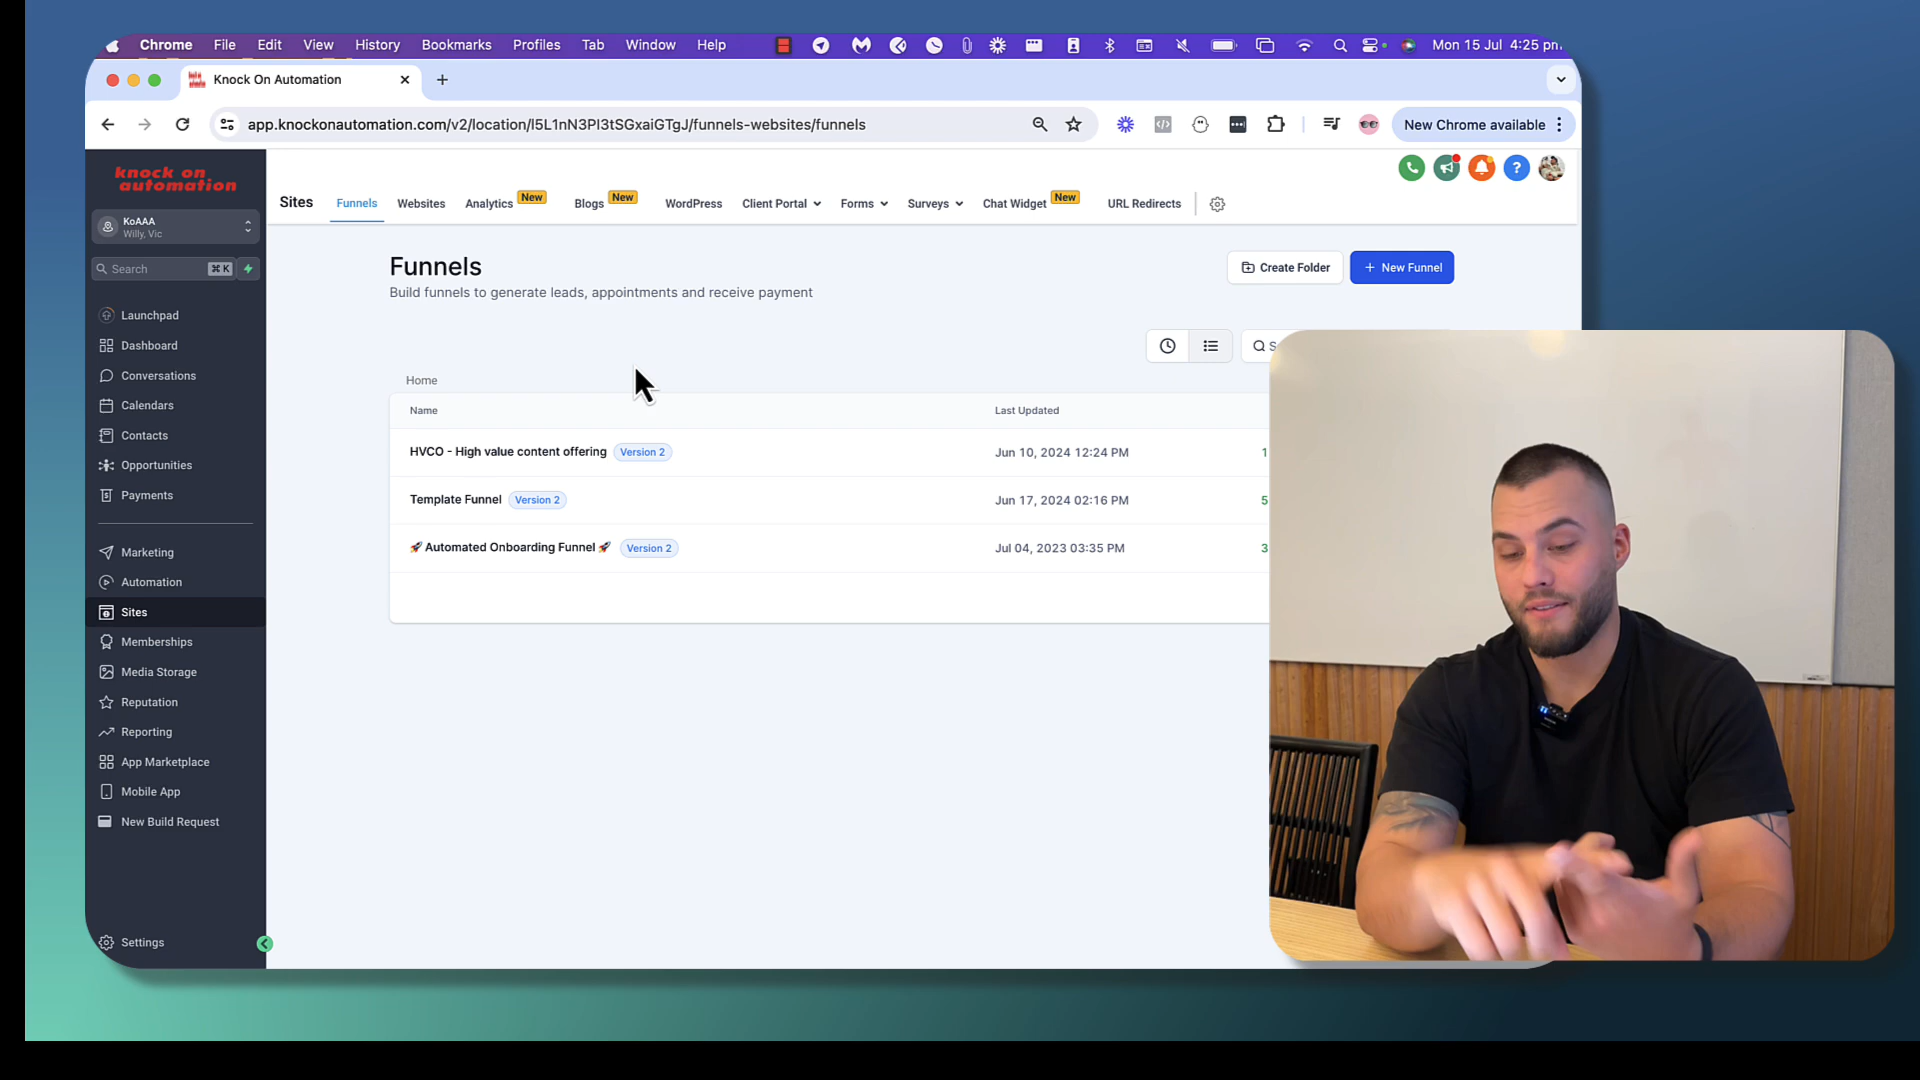 Chrome File Edit View History Bookmarks Profiles Tab Window Help Mon 15 Jul 4:25 pm
Knock On Automation
app.knockonautomation.com/v2/location/I5L1nN3PI3tSGxaiGTgJ/funnels-websites/funnels
New Chrome available
knock on
automation
KoAAA
Willy, Vic
Search ⌘ K
Launchpad
Dashboard
Conversations
Calendars
Contacts
Opportunities
Payments
Marketing
Automation
Sites
Memberships
Media Storage
Reputation
Reporting
App Marketplace
Mobile App
New Build Request
Settings
Sites Funnels Websites Analytics New Blogs New WordPress Client Portal Forms Surveys Chat Widget New URL Redirects
Funnels
Build funnels to generate leads, appointments and receive payment
Create Folder
+ New Funnel
Home
Name Last Updated
HVCO - High value content offering Version 2 Jun 10, 2024 12:24 PM 1
Template Funnel Version 2 Jun 17, 2024 02:16 PM 5
🚀 Automated Onboarding Funnel 🚀 Version 2 Jul 04, 2023 03:35 PM 3